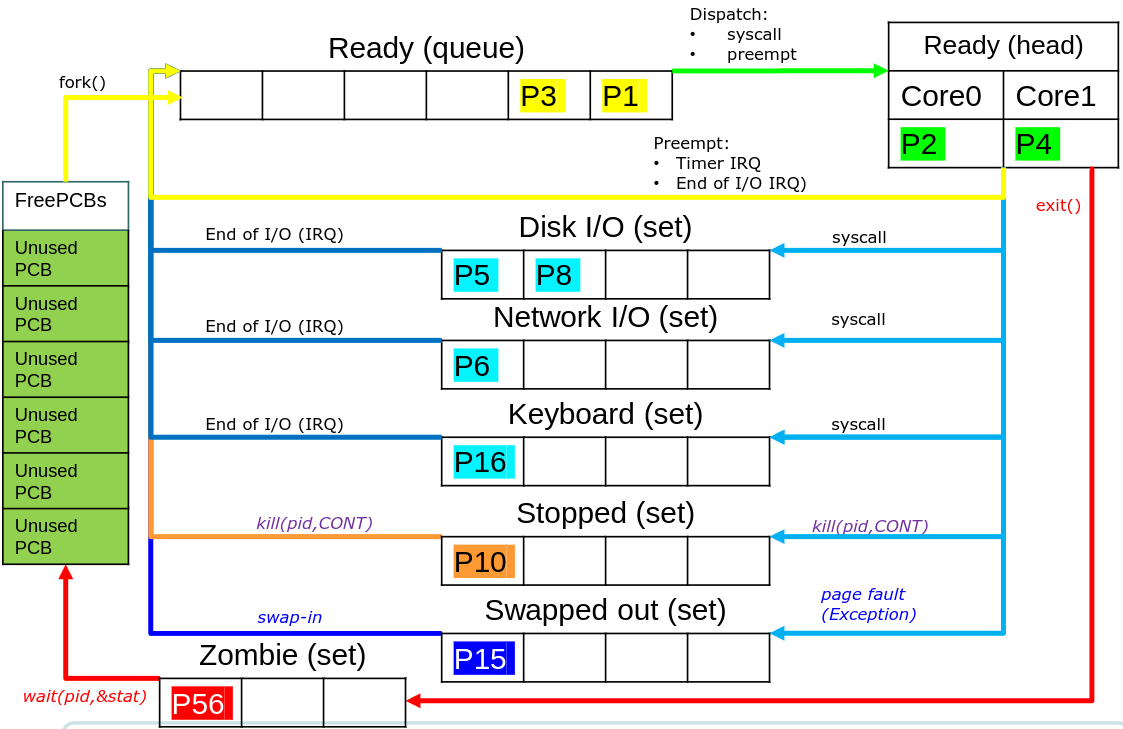 Dispatch:
• syscall
• preempt
Ready (queue)
Ready (head)
fork()
P3
P1
Core0
Core1
P2
P4
Preempt:
• Timer IRQ
• End of I/O IRQ)
FreePCBs
exit()
Unused
PCB
Unused
PCB
Unused
PCB
Unused
PCB
Unused
PCB
Unused
PCB
Disk I/O (set)
End of I/O (IRQ)
syscall
P5
P8
Network I/O (set)
End of I/O (IRQ)
syscall
P6
Keyboard (set)
End of I/O (IRQ)
syscall
P16
Stopped (set)
kill(pid,CONT)
kill(pid,CONT)
P10
Swapped out (set)
page fault
(Exception)
swap-in
P15
Zombie (set)
wait(pid,&stat)
P56